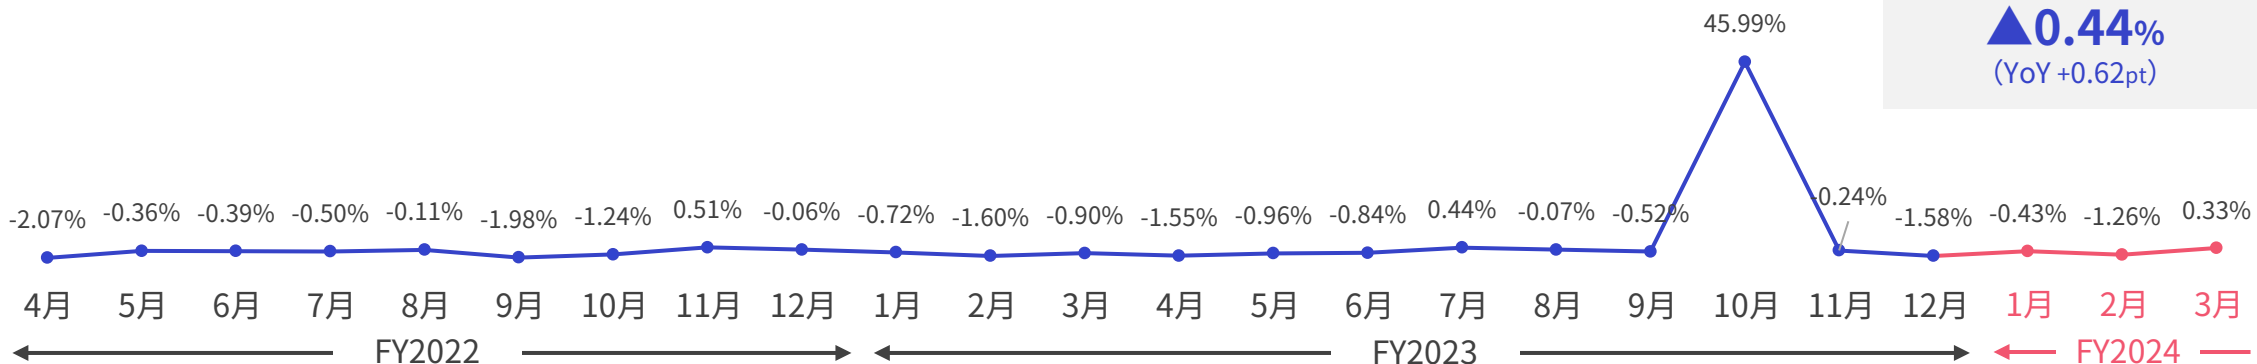 45.99%
▲0.44%
（YoY +0.62pt）
-2.07% -0.36% -0.39% -0.50% -0.11% -1.98% -1.24% 0.51% -0.06% -0.72% -1.60% -0.90% -1.55% -0.96% -0.84% 0.44% -0.07% -0.52% -0.24% -1.58% -0.43% -1.26% 0.33%
4月 5月 6月 7月 8月 9月 10月 11月 12月 1月 2月 3月 4月 5月 6月 7月 8月 9月 10月 11月 12月 1月 2月 3月
FY2022 FY2023 FY2024